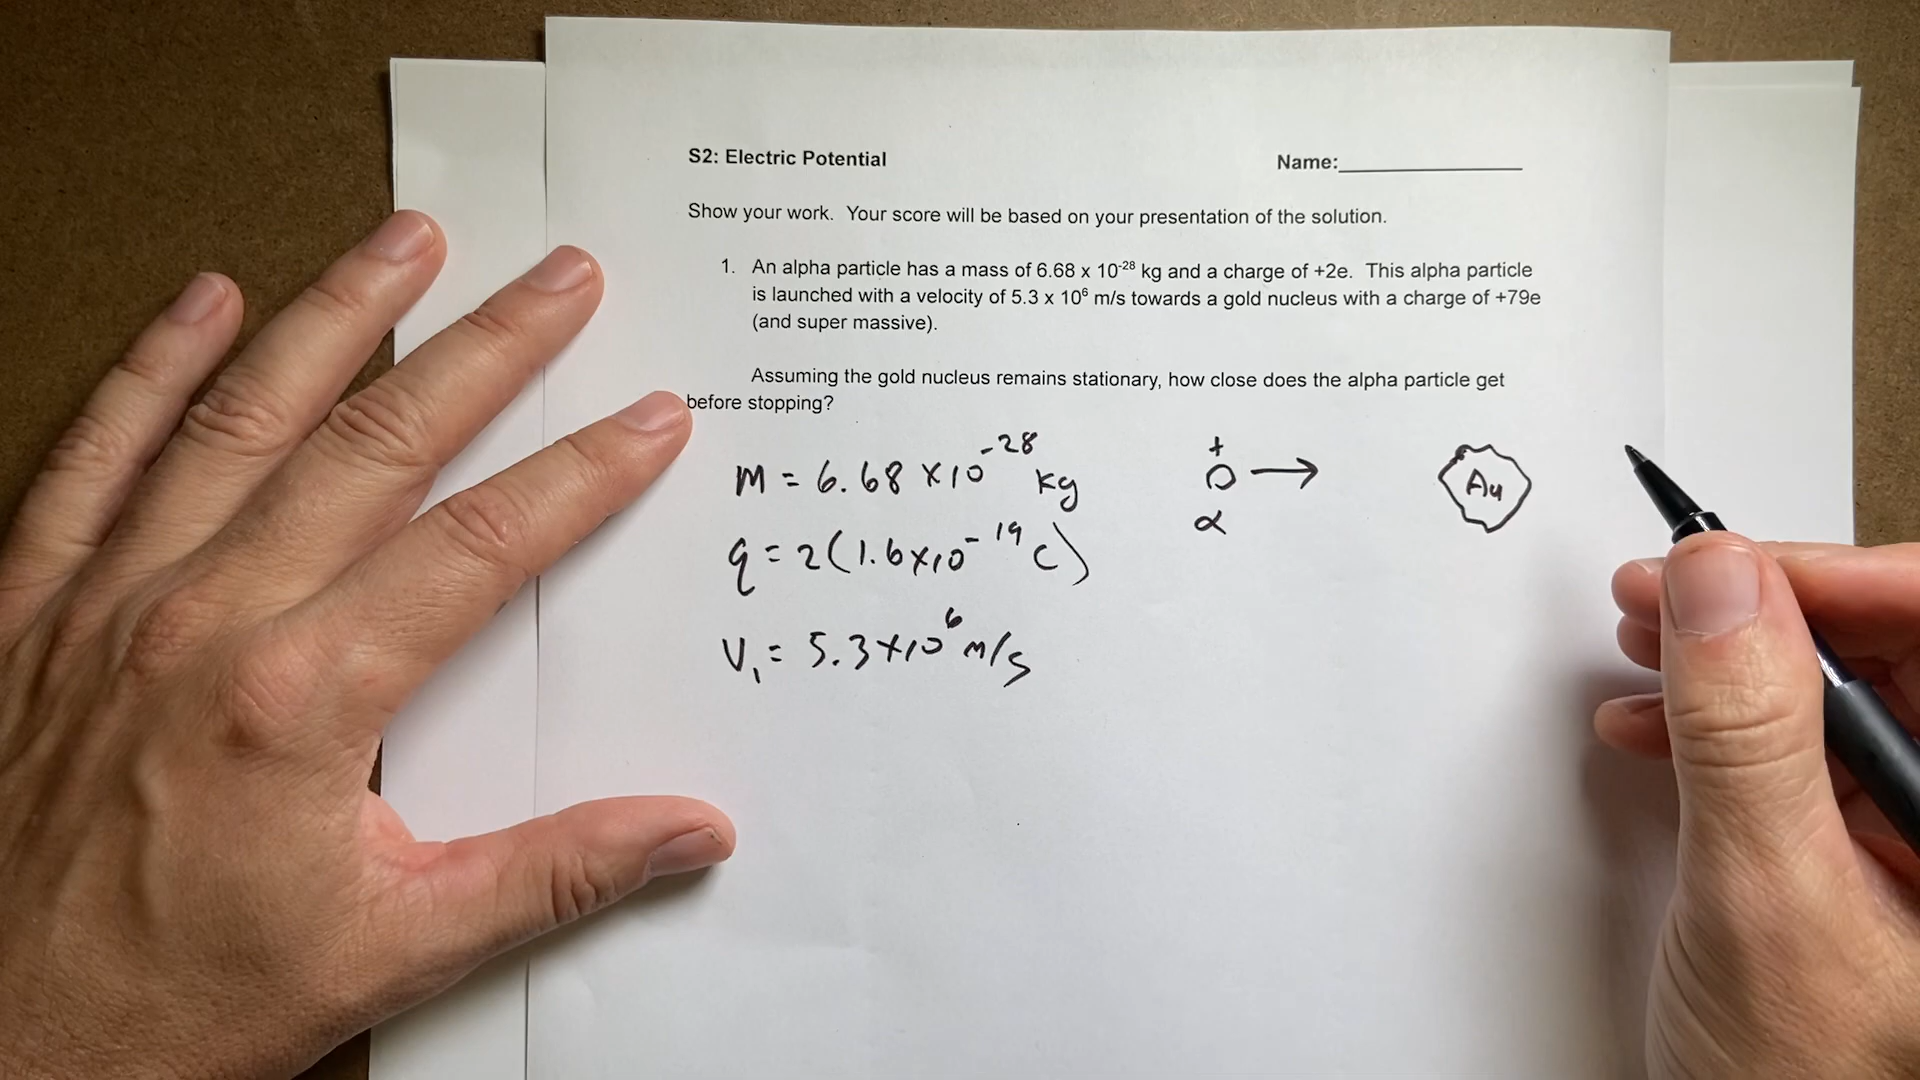 S2: Electric Potential Name:
Show your work. Your score will be based on your presentation of the solution.
1. An alpha particle has a mass of 6.68 x 10⁻²⁸ kg and a charge of +2e. This alpha particle
is launched with a velocity of 5.3 x 10⁶ m/s towards a gold nucleus with a charge of +79e
(and super massive).
Assuming the gold nucleus remains stationary, how close does the alpha particle get
before stopping?
m = 6.68 x10⁻²⁸ kg
+
Au
α
q = 2(1.6x10⁻¹⁹ C)
V₁ = 5.3x10⁶ m/s